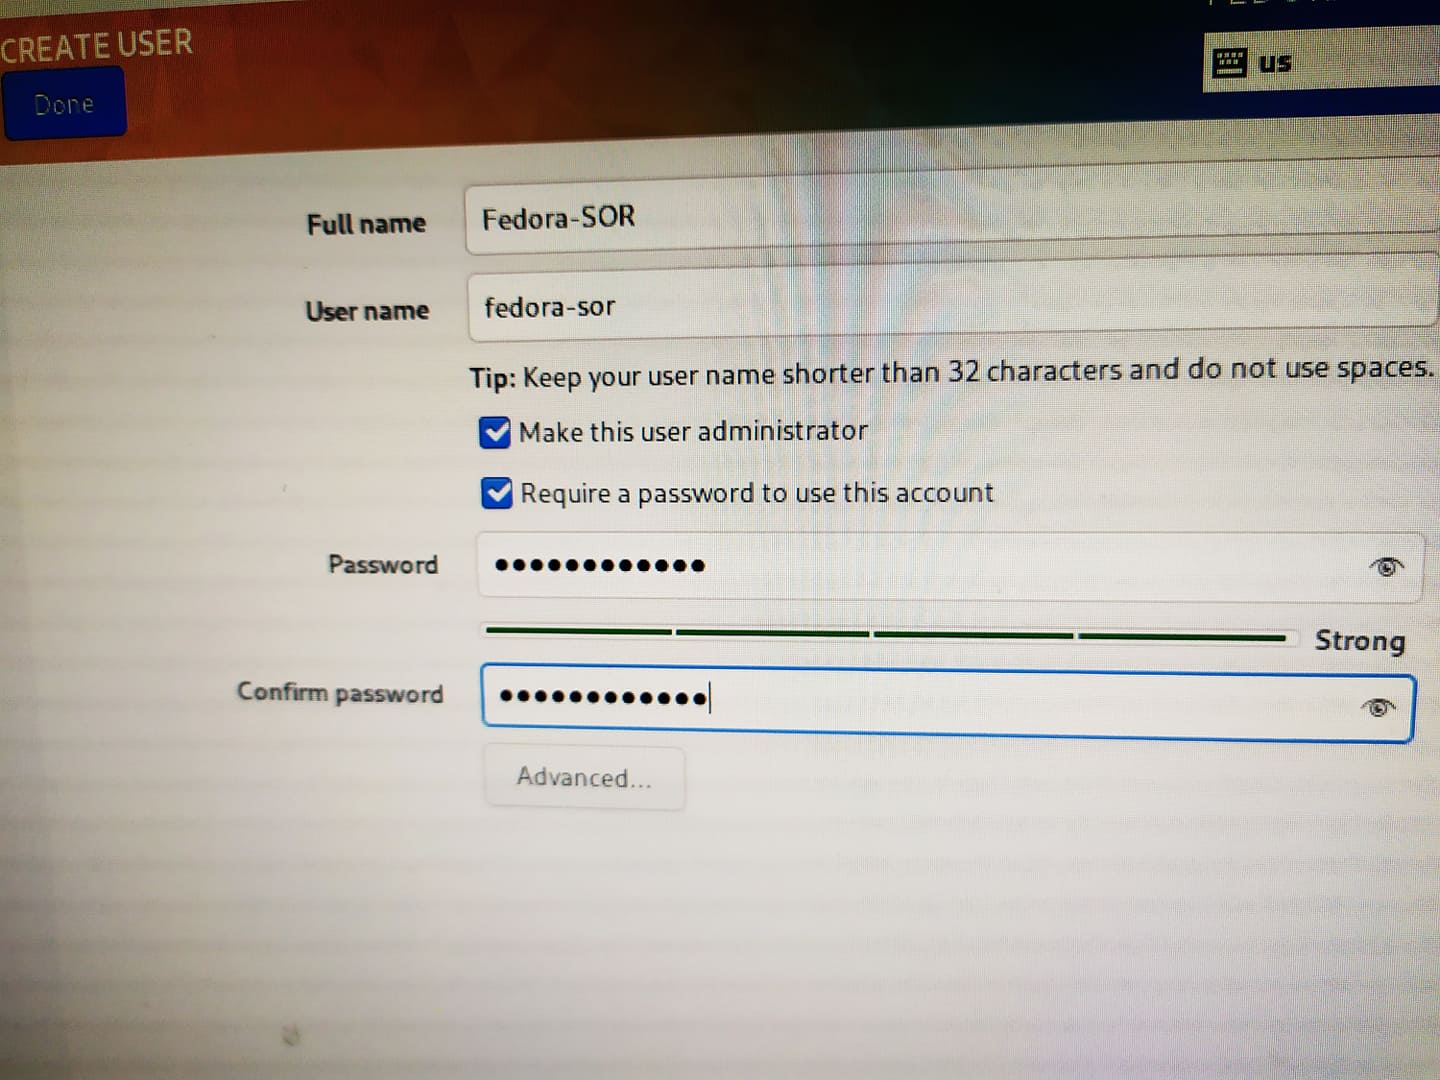 CREATE USER
Done
us
Full name
Fedora-SOR
User name
fedora-sor
Tip: Keep your user name shorter than 32 characters and do not use spaces.
Make this user administrator
Require a password to use this account
Password
••••••••••••
Strong
Confirm password
••••••••••••
Advanced...